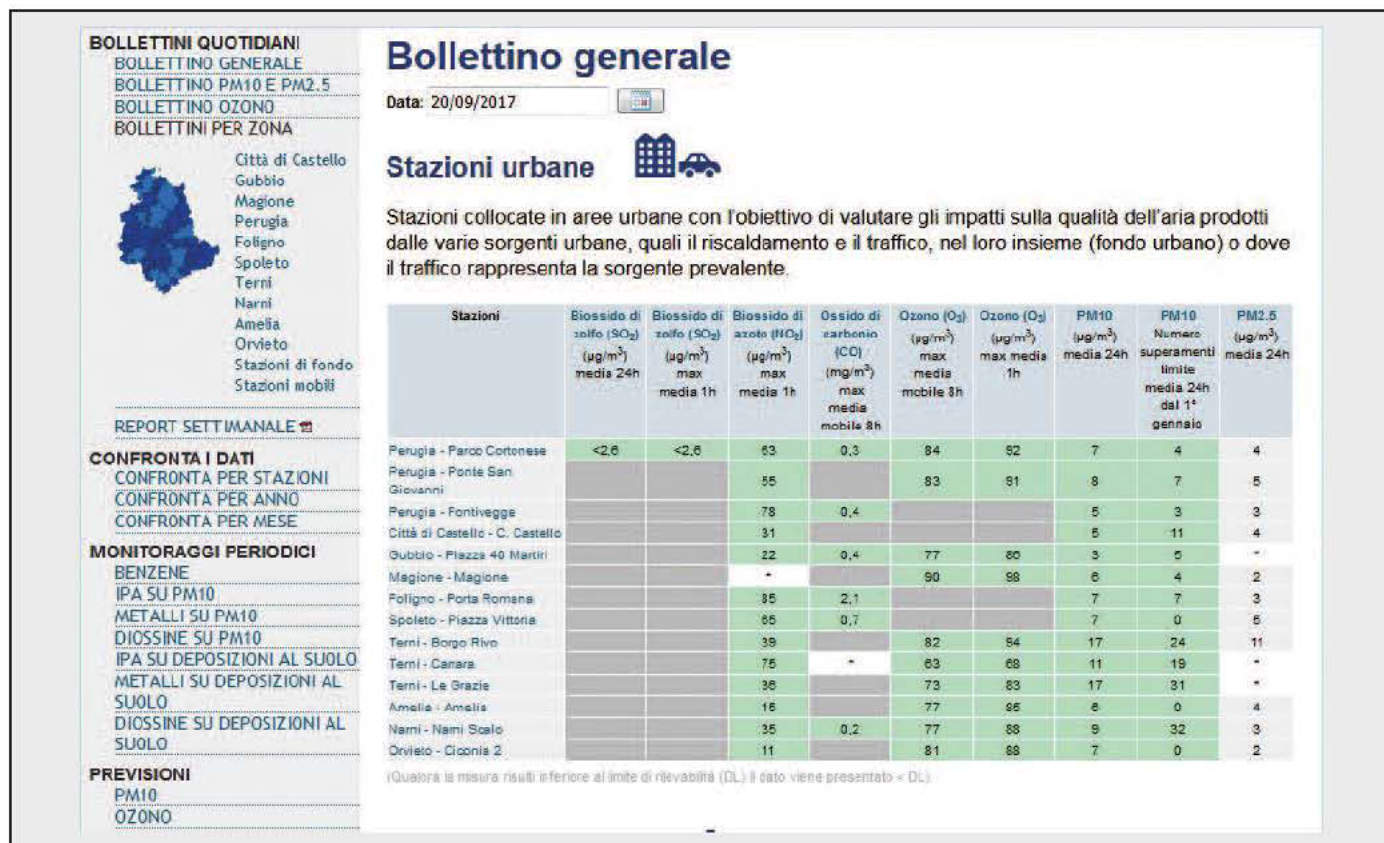 BOLLETTINI QUOTIDIANI
BOLLETTINO GENERALE
BOLLETTINO PM10 E PM2.5
BOLLETTINO OZONO
BOLLETTINI PER ZONA
Città di Castello
Gubbio
Magione
Perugia
Foligno
Spoleto
Terni
Narni
Amelia
Orvieto
Stazioni di fondo
Stazioni mobili
REPORT SETTIMANALE
CONFRONTA I DATI
CONFRONTA PER STAZIONI
CONFRONTA PER ANNO
CONFRONTA PER MESE
MONITORAGGI PERIODICI
BENZENE
IPA SU PM10
METALLI SU PM10
DIOSSINE SU PM10
IPA SU DEPOSIZIONI AL SUOLO
METALLI SU DEPOSIZIONI AL
SUOLO
DIOSSINE SU DEPOSIZIONI AL
SUOLO
PREVISIONI
PM10
OZONO
Bollettino generale
Data: 20/09/2017
Stazioni urbane
Stazioni collocate in aree urbane con l'obiettivo di valutare gli impatti sulla qualità dell'aria prodotti
dalle varie sorgenti urbane, quali il riscaldamento e il traffico, nel loro insieme (fondo urbano) o dove
il traffico rappresenta la sorgente prevalente.
Stazioni
Biossido di zolfo (SO2) (µg/m3) media 24h
Biossido di zolfo (SO2) (µg/m3) max media 1h
Biossido di azoto (NO2) (µg/m3) max media 1h
Ossido di carbonio (CO) (mg/m3) max media mobile 8h
Ozono (O3) (µg/m3) max media mobile 8h
Ozono (O3) (µg/m3) max media 1h
PM10 (µg/m3) media 24h
PM10 Numero superamenti limite media 24h dal 1° gennaio
PM2.5 (µg/m3) media 24h
Perugia - Parco Cortonese <2,6 <2,6 63 0,3 84 92 7 4 4
Perugia - Ponte San Giovanni 55 83 91 8 7 5
Perugia - Fontivegge 78 0,4 5 3 3
Città di Castello - C. Castello 31 5 11 4
Gubbio - Piazza 40 Martiri 22 0,4 77 3 *
Magione - Magione * 90 98 6 4 2
Foligno - Porta Romana 85 2,1 7 7 3
Spoleto - Piazza Vittoria 65 0,7 7 0 5
Terni - Borgo Rivo 39 82 94 17 24 11
Terni - Carrara 75 * 63 68 11 19 *
Terni - Le Grazie 36 73 83 17 31 *
Amelia - Amelia 77 6 0 4
Narni - Narni Scalo 35 0,2 77 88 9 32 3
Orvieto - Ciconia 2 11 81 88 7 0 2
(Qualora la misura risulti inferiore al limite di rilevabilità (DL) il dato viene presentato < DL)